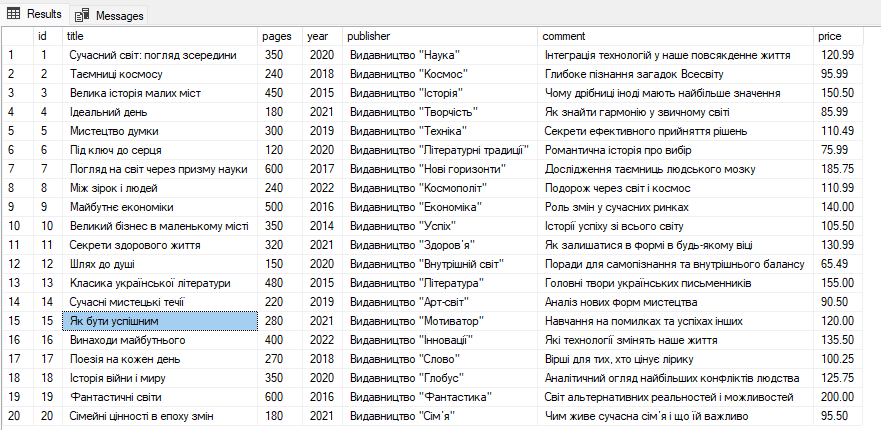 Results Messages
id title pages year publisher comment price
1 1 Сучасний світ: погляд зсередини 350 2020 Видавництво "Наука" Інтеграція технологій у наше повсякденне життя 120.99
2 2 Таємниці космосу 240 2018 Видавництво "Космос" Глибоке пізнання загадок Всесвіту 95.99
3 3 Велика історія малих міст 450 2015 Видавництво "Історія" Чому дрібниці іноді мають найбільше значення 150.50
4 4 Ідеальний день 180 2021 Видавництво "Творчість" Як знайти гармонію у звичному світі 85.99
5 5 Мистецтво думки 300 2019 Видавництво "Техніка" Секрети ефективного прийняття рішень 110.49
6 6 Під ключ до серця 120 2020 Видавництво "Літературні традиції" Романтична історія про вибір 75.99
7 7 Погляд на світ через призму науки 600 2017 Видавництво "Нові горизонти" Дослідження таємниць людського мозку 185.75
8 8 Між зірок і людей 240 2022 Видавництво "Космополіт" Подорож через світ і космос 110.99
9 9 Майбутнє економіки 500 2016 Видавництво "Економіка" Роль змін у сучасних ринках 140.00
10 10 Великий бізнес в маленькому місті 350 2014 Видавництво "Успіх" Історії успіху зі всього світу 105.50
11 11 Секрети здорового життя 320 2021 Видавництво "Здоров'я" Як залишатися в формі в будь-якому віці 130.99
12 12 Шлях до душі 150 2020 Видавництво "Внутрішній світ" Поради для самопізнання та внутрішнього балансу 65.49
13 13 Класика української літератури 480 2015 Видавництво "Література" Головні твори українських письменників 155.00
14 14 Сучасні мистецькі течії 220 2019 Видавництво "Арт-світ" Аналіз нових форм мистецтва 90.50
15 15 Як бути успішним 280 2021 Видавництво "Мотиватор" Навчання на помилках та успіхах інших 120.00
16 16 Винаходи майбутнього 400 2022 Видавництво "Інновації" Які технології змінять наше життя 135.50
17 17 Поезія на кожен день 270 2018 Видавництво "Слово" Вірші для тих, хто цінує лірику 100.25
18 18 Історія війни і миру 350 2020 Видавництво "Глобус" Аналітичний огляд найбільших конфліктів людства 125.75
19 19 Фантастичні світи 600 2016 Видавництво "Фантастика" Світ альтернативних реальностей і можливостей 200.00
20 20 Сімейні цінності в епоху змін 180 2021 Видавництво "Сім'я" Чим живе сучасна сім'я і що їй важливо 95.50